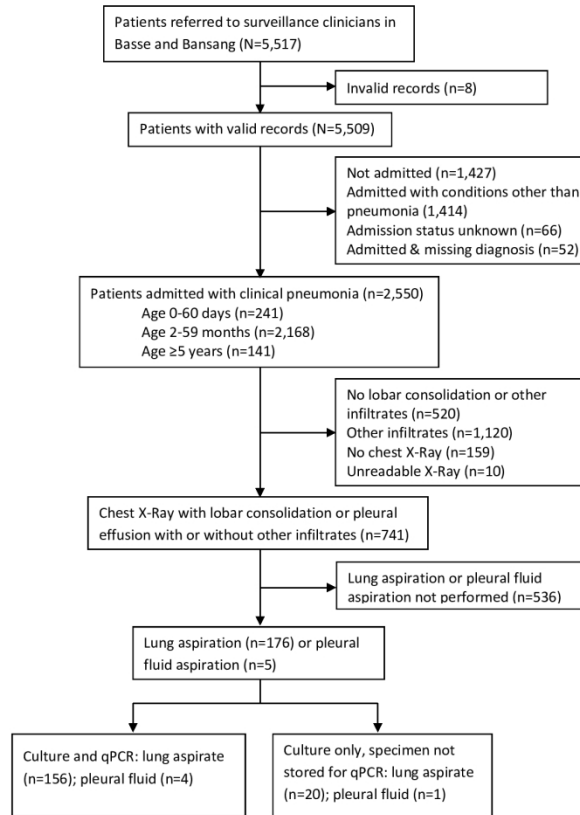 Patients referred to surveillance clinicians in
Basse and Bansang (N=5,517)
Invalid records (n=8)
Patients with valid records (N=5,509)
Not admitted (n=1,427)
Admitted with conditions other than
pneumonia (1,414)
Admission status unknown (n=66)
Admitted & missing diagnosis (n=52)
Patients admitted with clinical pneumonia (n=2,550)
Age 0-60 days (n=241)
Age 2-59 months (n=2,168)
Age ≥5 years (n=141)
No lobar consolidation or other
infiltrates (n=520)
Other infiltrates (n=1,120)
No chest X-Ray (n=159)
Unreadable X-Ray (n=10)
Chest X-Ray with lobar consolidation or pleural
effusion with or without other infiltrates (n=741)
Lung aspiration or pleural fluid
aspiration not performed (n=536)
Lung aspiration (n=176) or pleural
fluid aspiration (n=5)
Culture and qPCR: lung aspirate
(n=156); pleural fluid (n=4)
Culture only, specimen not
stored for qPCR: lung aspirate
(n=20); pleural fluid (n=1)